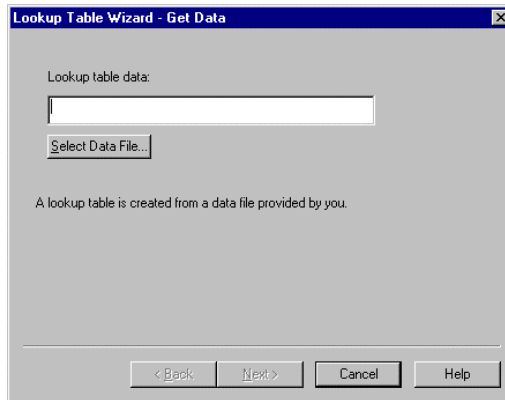 Lookup Table Wizard - Get Data
Lookup table data:
Select Data File...
A lookup table is created from a data file provided by you.
< Back Next > Cancel Help